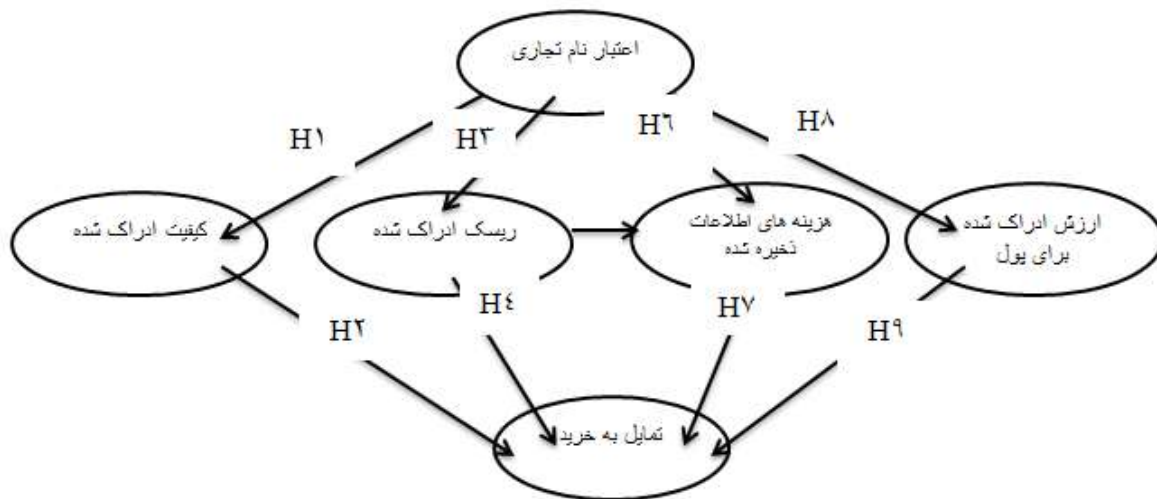 اعتبار نام تجاری
H۱
H۳
H۶
H۸
کیفیت ادراک شده
ریسک ادراک شده
هزینه های اطلاعات
ذخیره شده
ارزش ادراک شده
برای پول
H۲
H٤
H۷
H۹
تمایل به خرید